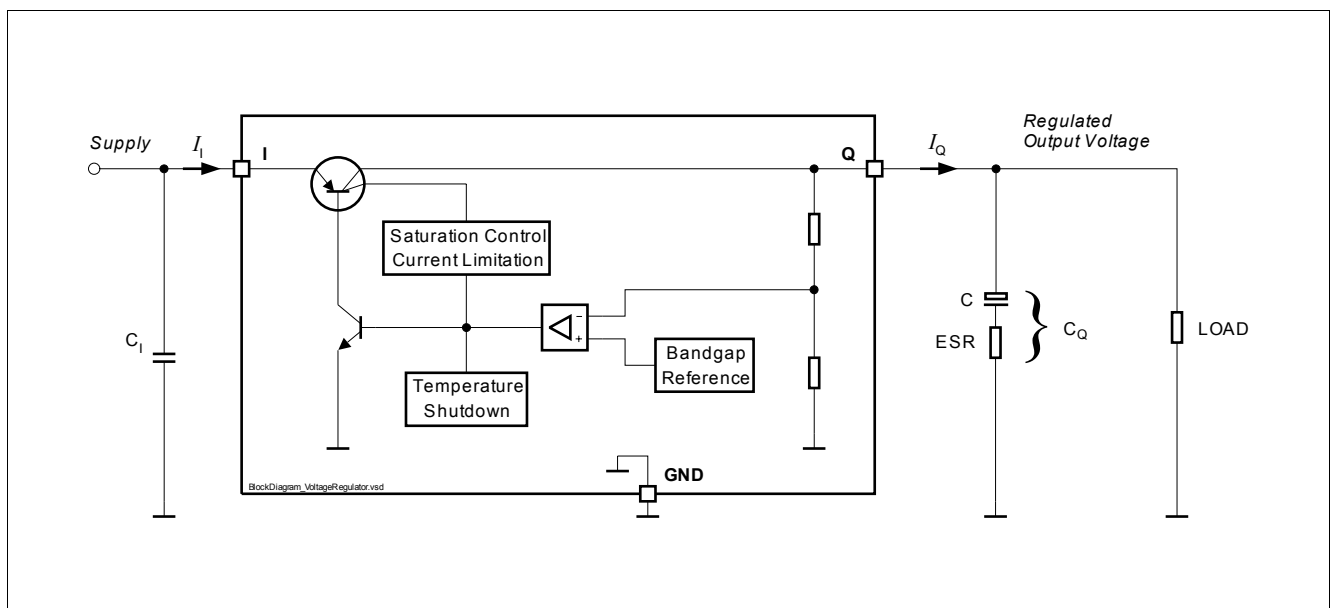 Supply
I_I
I
Q
I_Q
Regulated
Output Voltage
Saturation Control
Current Limitation
C_I
-
+
Bandgap
Reference
Temperature
Shutdown
C
ESR
}
C_Q
LOAD
GND
BlockDiagram_VoltageRegulator.vsd